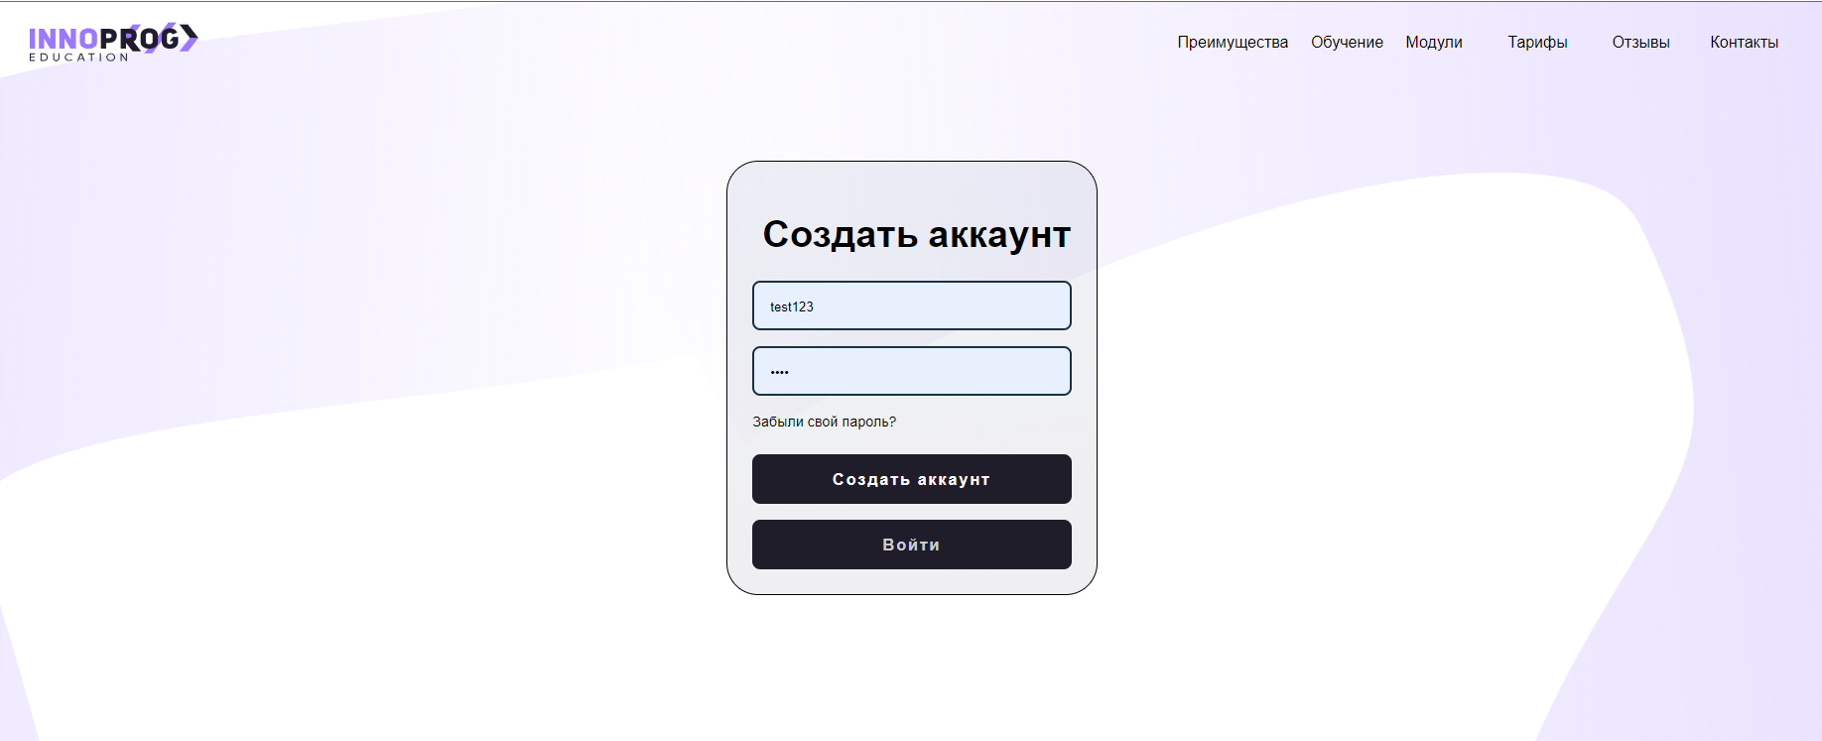 INNOPROG
EDUCATION
Преимущества Обучение Модули Тарифы Отзывы Контакты
Создать аккаунт
test123
••••
Забыли свой пароль?
Создать аккаунт
Войти